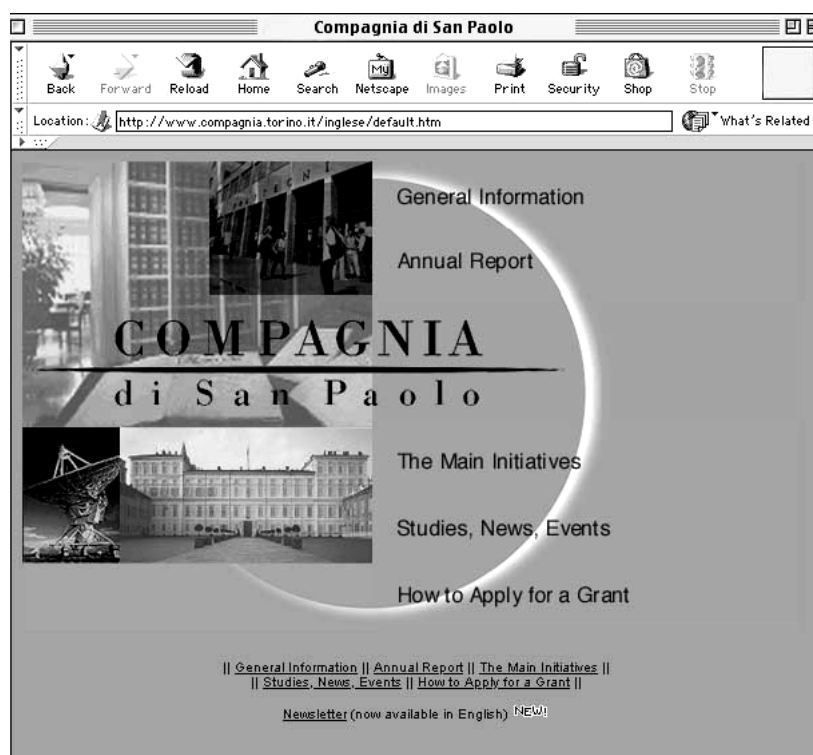 Compagnia di San Paolo
Back Forward Reload Home Search Netscape Images Print Security Shop Stop
My
Location: http://www.compagnia.torino.it/inglese/default.htm What's Related
General Information
Annual Report
COMPAGNIA
di San Paolo
The Main Initiatives
Studies, News, Events
How to Apply for a Grant
|| General Information || Annual Report || The Main Initiatives ||
|| Studies, News, Events || How to Apply for a Grant ||
Newsletter (now available in English) NEW!